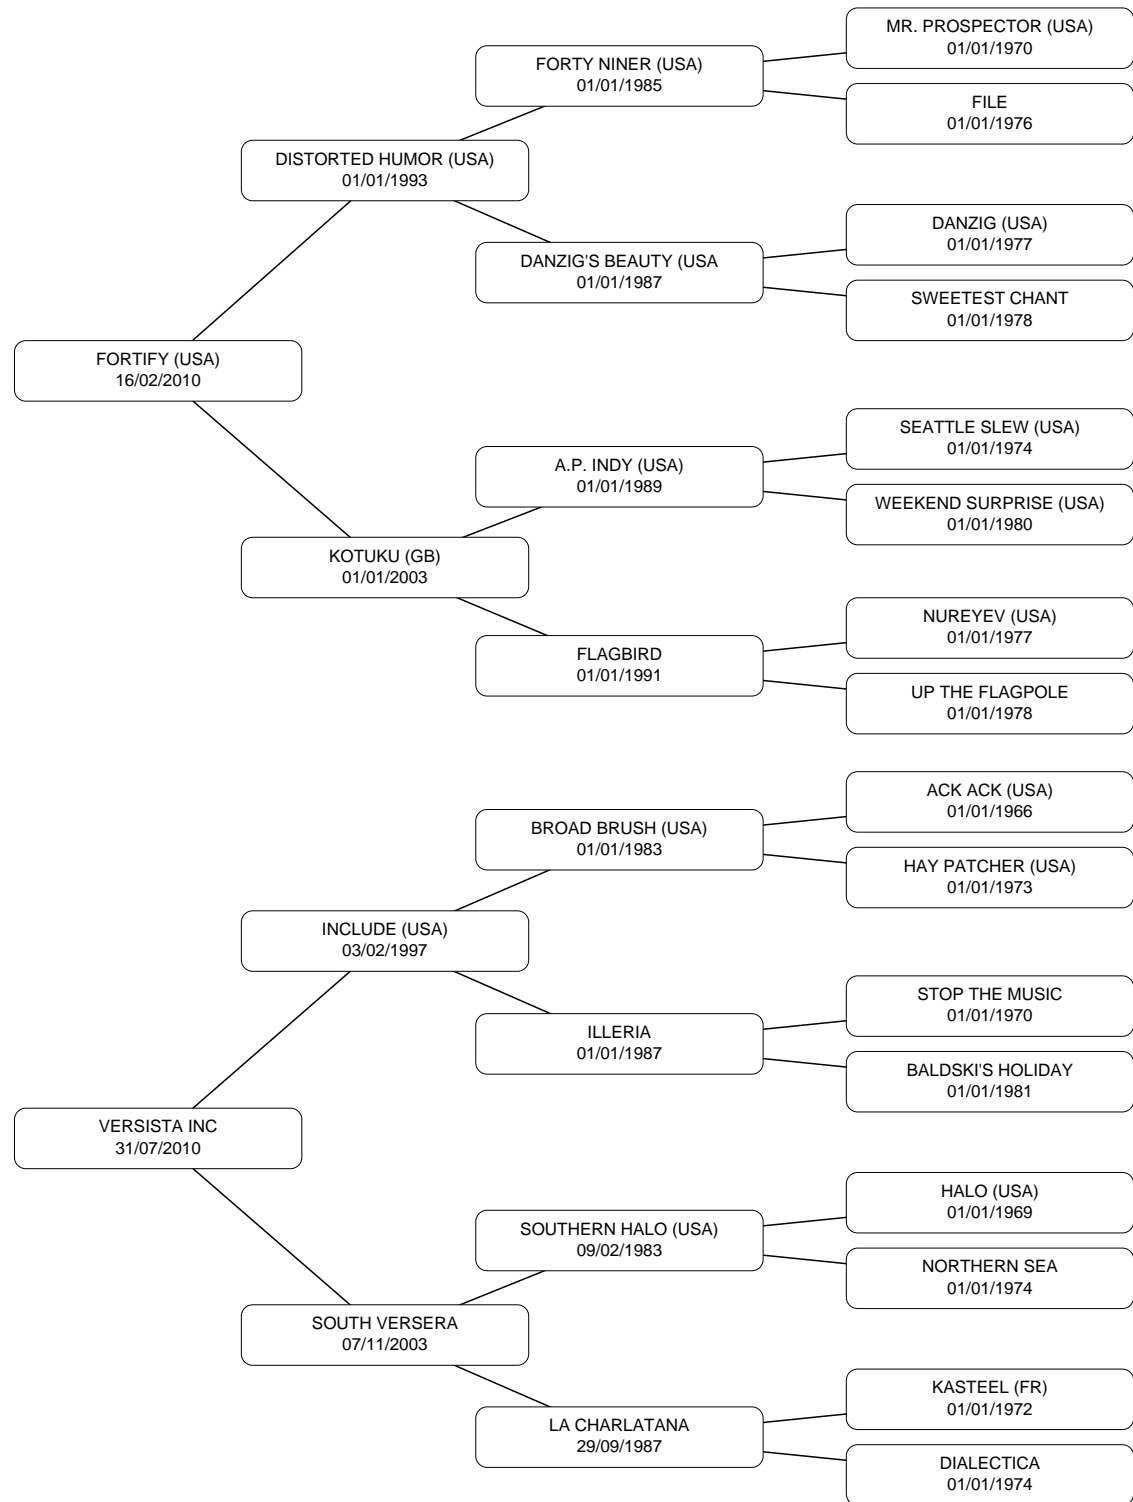 MR. PROSPECTOR (USA)
01/01/1970
FORTY NINER (USA)
01/01/1985
FILE
01/01/1976
DISTORTED HUMOR (USA)
01/01/1993
DANZIG (USA)
01/01/1977
DANZIG'S BEAUTY (USA
01/01/1987
SWEETEST CHANT
01/01/1978
FORTIFY (USA)
16/02/2010
SEATTLE SLEW (USA)
01/01/1974
A.P. INDY (USA)
01/01/1989
WEEKEND SURPRISE (USA)
01/01/1980
KOTUKU (GB)
01/01/2003
NUREYEV (USA)
01/01/1977
FLAGBIRD
01/01/1991
UP THE FLAGPOLE
01/01/1978
ACK ACK (USA)
01/01/1966
BROAD BRUSH (USA)
01/01/1983
HAY PATCHER (USA)
01/01/1973
INCLUDE (USA)
03/02/1997
STOP THE MUSIC
01/01/1970
ILLERIA
01/01/1987
BALDSKI'S HOLIDAY
01/01/1981
VERSISTA INC
31/07/2010
HALO (USA)
01/01/1969
SOUTHERN HALO (USA)
09/02/1983
NORTHERN SEA
01/01/1974
SOUTH VERSERA
07/11/2003
KASTEEL (FR)
01/01/1972
LA CHARLATANA
29/09/1987
DIALECTICA
01/01/1974